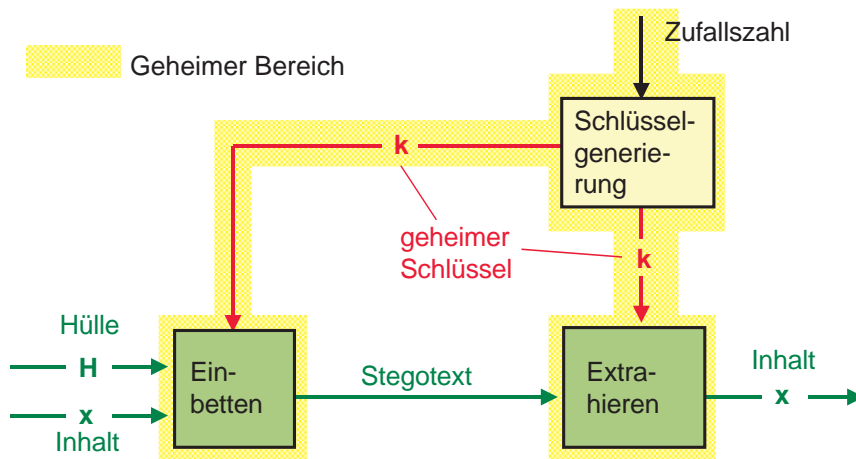 Zufallszahl
Geheimer Bereich
Schlüssel-
generie-
rung
k
geheimer
Schlüssel
k
Hülle
H
x
Inhalt
Ein-
betten
Stegotext
Extra-
hieren
Inhalt
x